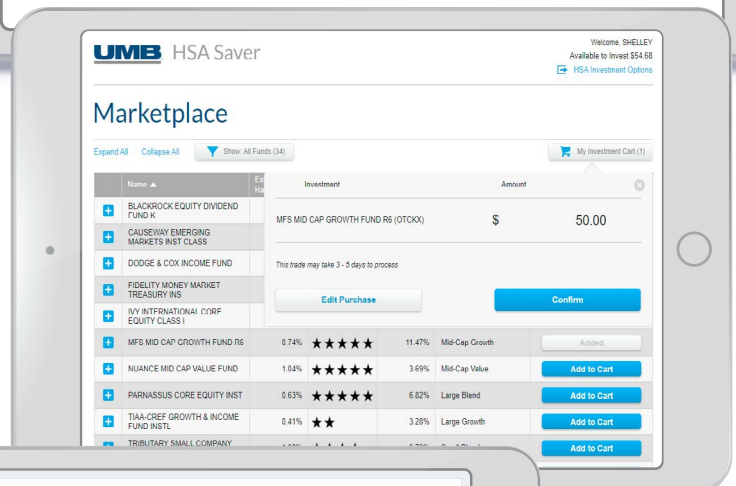 UMB HSA Saver
Welcome, SHELLEY
Available to Invest $54.68
HSA Investment Options
Marketplace
Expand All Collapse All Show: All Funds (34) My Investment Cart (1)
Name ▲ Ex
Ra
Investment Amount
MFS MID CAP GROWTH FUND R6 (OTCKX) $ 50.00
This trade may take 3 - 5 days to process.
Edit Purchase Confirm
BLACKROCK EQUITY DIVIDEND
FUND K
CAUSEWAY EMERGING
MARKETS INST CLASS
DODGE & COX INCOME FUND
FIDELITY MONEY MARKET
TREASURY INS
IVY INTERNATIONAL CORE
EQUITY CLASS I
MFS MID CAP GROWTH FUND R6 0.74% ★★★★★ 11.47% Mid-Cap Growth Added
NUANCE MID CAP VALUE FUND 1.04% ★★★★★ 3.69% Mid-Cap Value Add to Cart
PARNASSUS CORE EQUITY INST 0.63% ★★★★★ 6.82% Large Blend Add to Cart
TIAA-CREF GROWTH & INCOME
FUND INSTL 0.41% ★★ 3.28% Large Growth Add to Cart
TRIBUTARY SMALL COMPANY Add to Cart